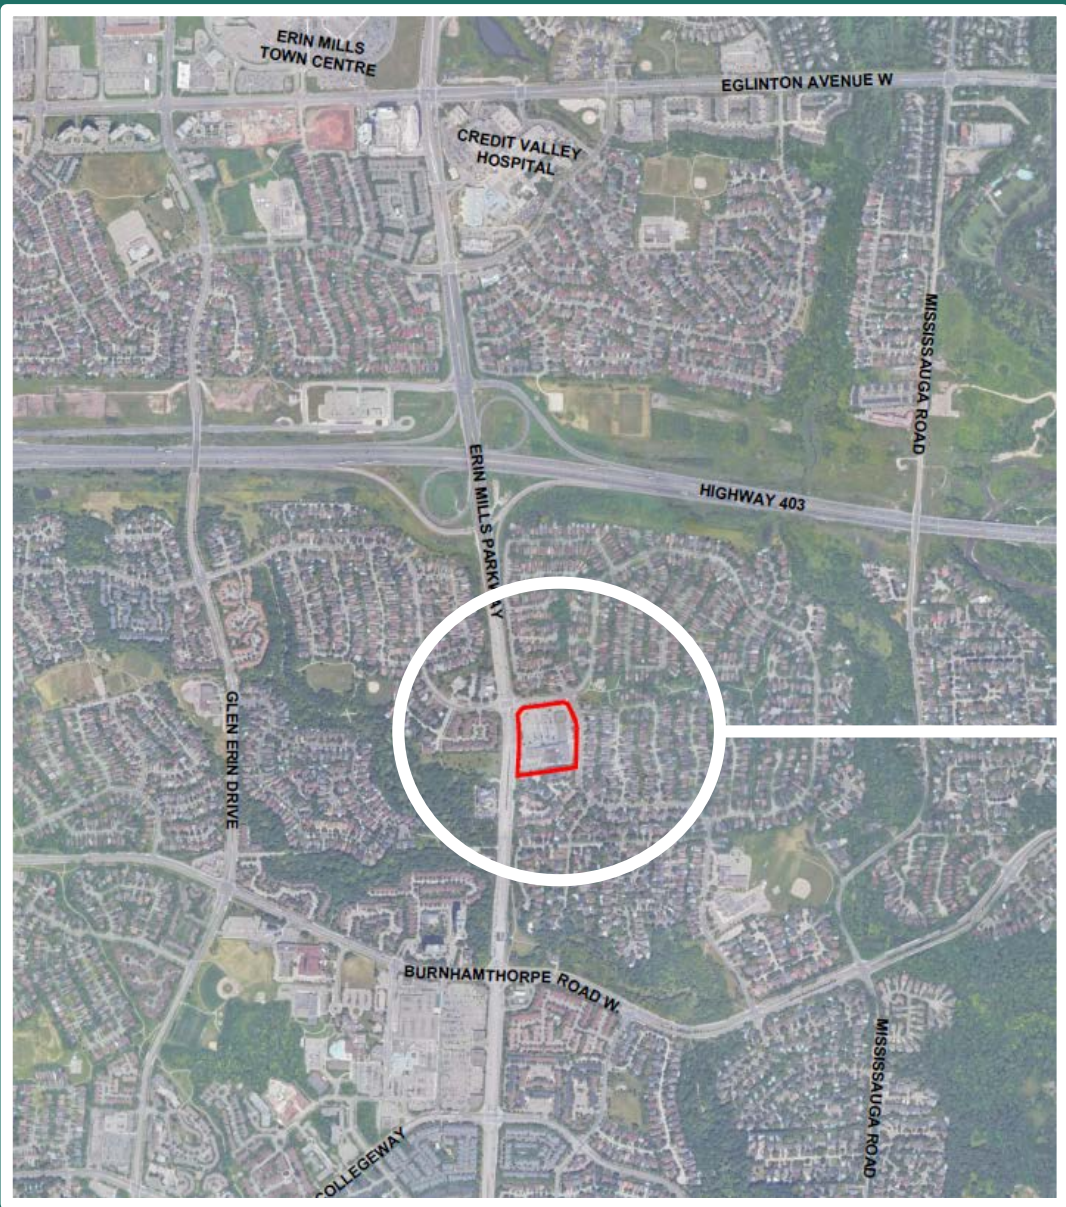 ERIN MILLS
TOWN CENTRE
EGLINTON AVENUE W
CREDIT VALLEY
HOSPITAL
MISSISSAUGA ROAD
ERIN MILLS PARKWAY
HIGHWAY 403
GLEN ERIN DRIVE
BURNHAMTHORPE ROAD W.
MISSISSAUGA ROAD
COLLEGEWAY